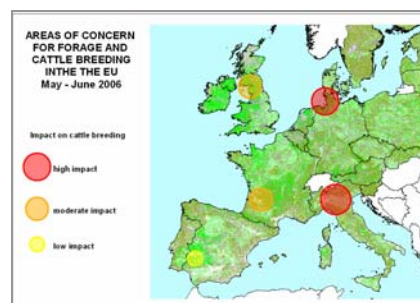 AREAS OF CONCERN
FOR FORAGE AND
CATTLE BREEDING
INTHE THE EU
May - June 2006
Impact on cattle breeding
high impact
moderate impact
low impact